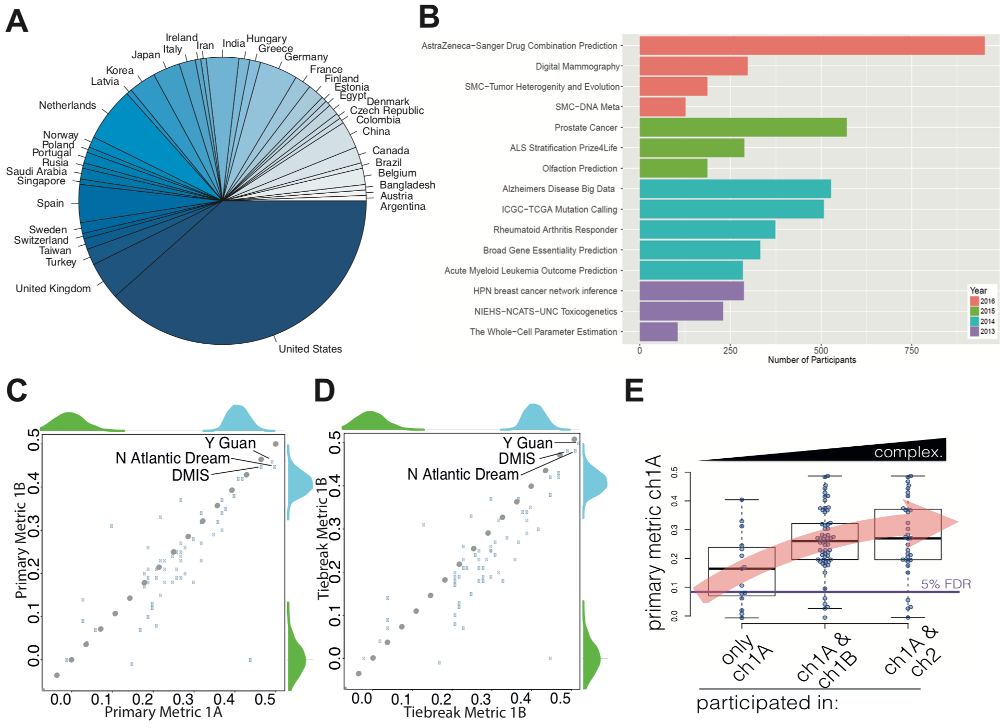 A
Ireland
Iran
India
Hungary
Italy
Greece
Japan
Germany
Korea
France
Latvia
Finland
Estonia
Egypt
Denmark
Netherlands
Czech Republic
Colombia
China
Norway
Poland
Canada
Portugal
Brazil
Rusia
Belgium
Saudi Arabia
Singapore
Bangladesh
Austria
Spain
Argentina
Sweden
Switzerland
Taiwan
Turkey
United Kingdom
United States
B
AstraZeneca-Sanger Drug Combination Prediction
Digital Mammography
SMC-Tumor Heterogenity and Evolution
SMC-DNA Meta
Prostate Cancer
ALS Stratification Prize4Life
Olfaction Prediction
Alzheimers Disease Big Data
ICGC-TCGA Mutation Calling
Rheumatoid Arthritis Responder
Broad Gene Essentiality Prediction
Acute Myeloid Leukemia Outcome Prediction
HPN breast cancer network inference
NIEHS-NCATS-UNC Toxicogenetics
The Whole-Cell Parameter Estimation
Year
2016
2015
2014
2013
0 250 500 750
Number of Participants
C
Y Guan
N Atlantic Dream
DMIS
Primary Metric 1B
0.5
0.4
0.3
0.2
0.1
0.0
0.0 0.1 0.2 0.3 0.4 0.5
Primary Metric 1A
D
Y Guan
DMIS
N Atlantic Dream
Tiebreak Metric 1B
0.5
0.4
0.3
0.2
0.1
0.0
0.0 0.1 0.2 0.3 0.4 0.5
Tiebreak Metric 1B
E
complex.
primary metric ch1A
0.5
0.4
0.3
0.2
0.1
0.0
5% FDR
only
ch1A
ch1A &
ch1B
ch1A &
ch2
participated in: